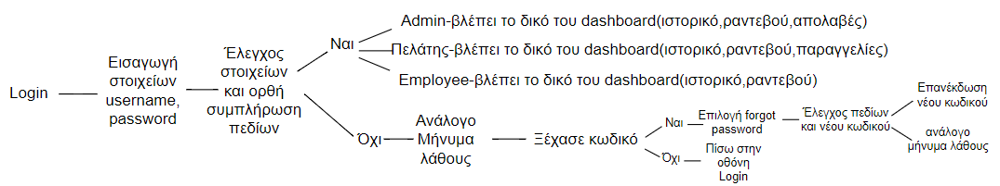 Login
Εισαγωγή
στοιχείων
username,
password
Έλεγχος
στοιχείων
και ορθή
συμπλήρωση
πεδίων
Ναι
Admin-βλέπει το δικό του dashboard(ιστορικό,ραντεβού,απολαβές)
Πελάτης-βλέπει το δικό του dashboard(ιστορικό,ραντεβού,παραγγελίες)
Employee-βλέπει το δικό του dashboard(ιστορικό,ραντεβού)
Όχι
Ανάλογο
Μήνυμα
λάθους
Ξέχασε κωδικό
Ναι
Επιλογή forgot
password
Έλεγχος πεδίων
και νέου κωδικού
Επανέκδωση
νέου κωδικού
ανάλογο
μήνυμα λάθους
Όχι
Πίσω στην
οθόνη
Login